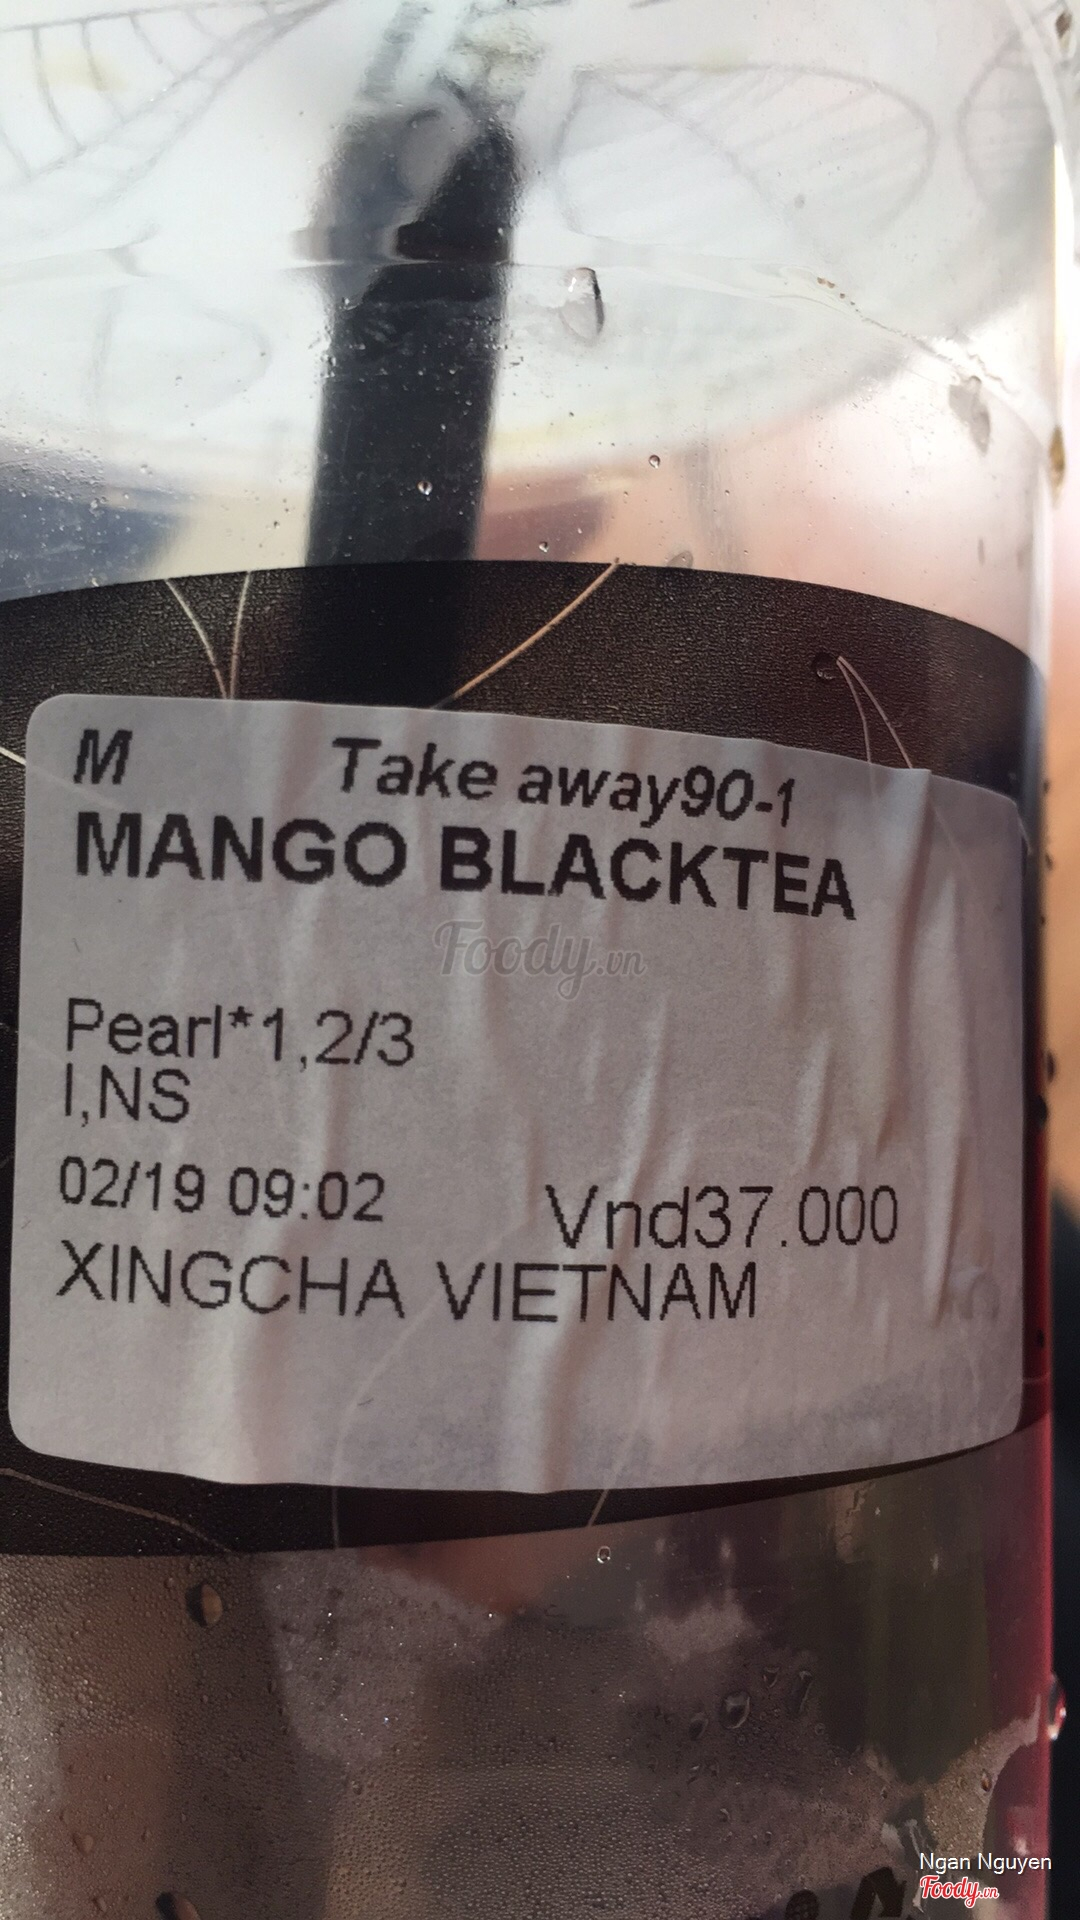 M Take away90-1
MANGO BLACKTEA
Foody.vn
Pearl*1,2/3
I,NS
02/19 09:02 Vnd37.000
XINGCHA VIETNAM
Ngan Nguyen
Foody.vn